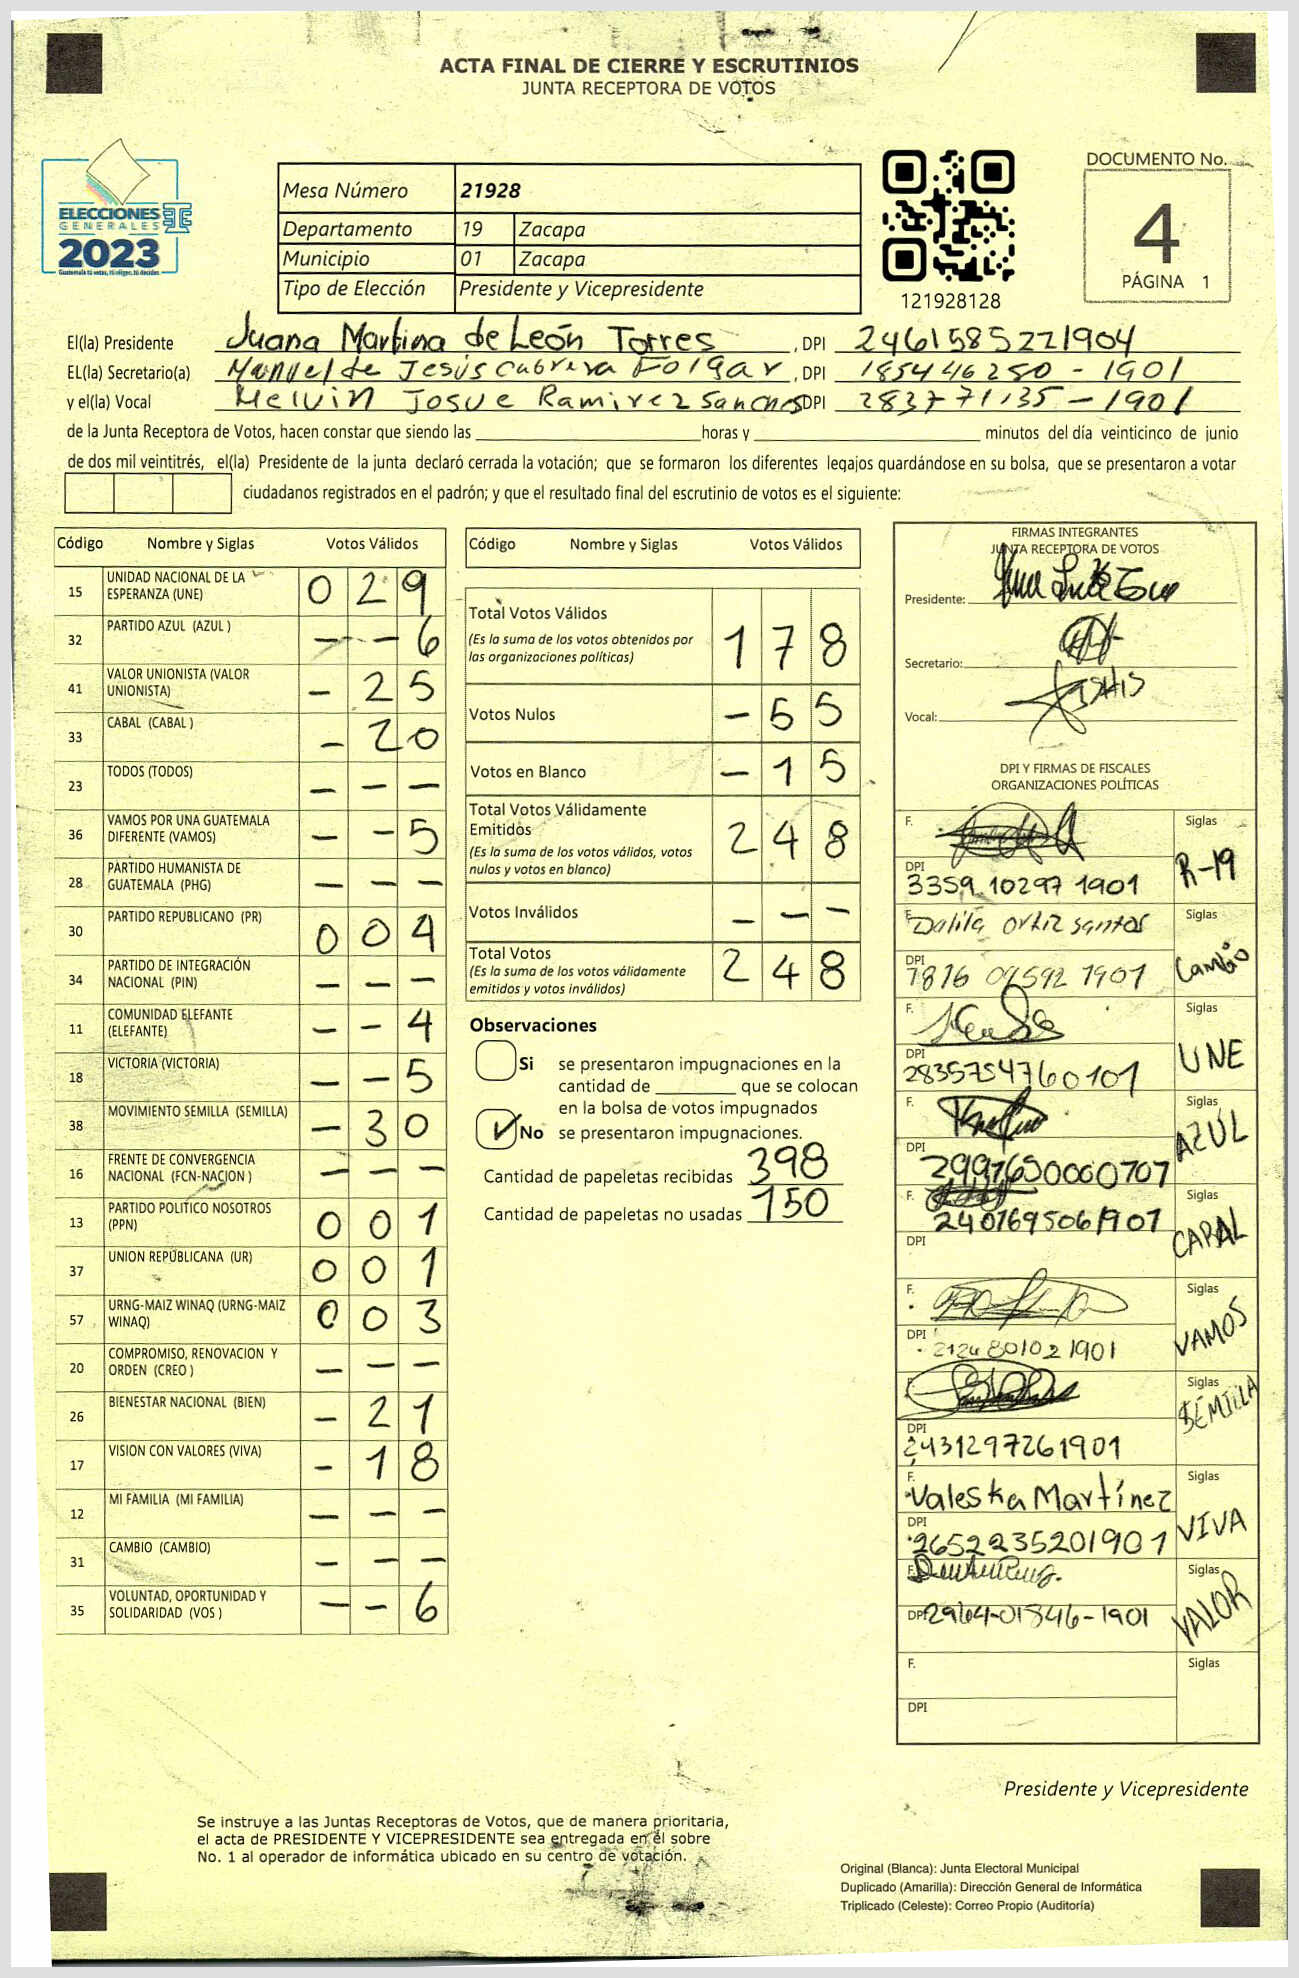 ACTA FINAL DE CIERRE Y ESCRUTINIOS
JUNTA RECEPTORA DE VOTOS
ELECCIONES
GENERALES
2023
Guatemala tú votas, tú eliges, tú decides
Mesa Número 21928
Departamento 19 Zacapa
Municipio 01 Zacapa
Tipo de Elección Presidente y Vicepresidente
121928128
DOCUMENTO No.
4
PÁGINA 1
El(la) Presidente Juana Martina de León Torres, DPI 2461585221904
EL(la) Secretario(a) Manuel de Jesús Cabrera Folgar, DPI 185446280-1901
y el(la) Vocal Melvin Josue Ramirez Sanches DPI 283771135-1901
de la Junta Receptora de Votos, hacen constar que siendo las horas y minutos del día veinticinco de junio
de dos mil veintitrés, el(la) Presidente de la junta declaró cerrada la votación; que se formaron los diferentes legajos guardándose en su bolsa, que se presentaron a votar
ciudadanos registrados en el padrón; y que el resultado final del escrutinio de votos es el siguiente:
Código Nombre y Siglas Votos Válidos
15 UNIDAD NACIONAL DE LA ESPERANZA (UNE) 0 2 9
32 PARTIDO AZUL (AZUL ) - - 6
41 VALOR UNIONISTA (VALOR UNIONISTA) - 2 5
33 CABAL (CABAL ) - 2 0
23 TODOS (TODOS) - - -
36 VAMOS POR UNA GUATEMALA DIFERENTE (VAMOS) - - 5
28 PARTIDO HUMANISTA DE GUATEMALA (PHG) - - -
30 PARTIDO REPUBLICANO (PR) 0 0 4
34 PARTIDO DE INTEGRACIÓN NACIONAL (PIN) - - -
11 COMUNIDAD ELEFANTE (ELEFANTE) - - 4
18 VICTORIA (VICTORIA) - - 5
38 MOVIMIENTO SEMILLA (SEMILLA) - 3 0
16 FRENTE DE CONVERGENCIA NACIONAL (FCN-NACION ) - - -
13 PARTIDO POLITICO NOSOTROS (PPN) 0 0 1
37 UNION REPUBLICANA (UR) 0 0 1
57 URNG-MAIZ WINAQ (URNG-MAIZ WINAQ) 0 0 3
20 COMPROMISO, RENOVACION Y ORDEN (CREO ) - - -
26 BIENESTAR NACIONAL (BIEN) - 2 1
17 VISION CON VALORES (VIVA) - 1 8
12 MI FAMILIA (MI FAMILIA) - - -
31 CAMBIO (CAMBIO) - - -
35 VOLUNTAD, OPORTUNIDAD Y SOLIDARIDAD (VOS ) - - 6
Código Nombre y Siglas Votos Válidos
Total Votos Válidos 1 7 8
(Es la suma de los votos obtenidos por
las organizaciones políticas)
Votos Nulos - 5 5
Votos en Blanco - 1 5
Total Votos Válidamente
Emitidos 2 4 8
(Es la suma de los votos válidos, votos
nulos y votos en blanco)
Votos Inválidos - - -
Total Votos 2 4 8
(Es la suma de los votos válidamente
emitidos y votos inválidos)
Observaciones
Si se presentaron impugnaciones en la
cantidad de que se colocan
en la bolsa de votos impugnados
No se presentaron impugnaciones.
Cantidad de papeletas recibidas 398
Cantidad de papeletas no usadas 150
FIRMAS INTEGRANTES
JUNTA RECEPTORA DE VOTOS
Presidente:
Secretario:
Vocal:
DPI Y FIRMAS DE FISCALES
ORGANIZACIONES POLÍTICAS
F. Siglas
DPI R-19
3359 10297 1901
F. Dalila Ortiz Santos Siglas
DPI Cambio
7816 09592 1901
F. Siglas
DPI UNE
2835754760101
F. Siglas
DPI AZUL
2997650000707
F. Siglas
2401695061901 CABAL
DPI
F. Siglas
DPI VAMOS
2124 80102 1901
F. Siglas
DPI SEMILLA
2431297261901
F. Siglas
Valeska Martínez
DPI VIVA
2652235201901
F. Siglas
DPI 2964-01846-1901 VALOR
F. Siglas
DPI
Presidente y Vicepresidente
Se instruye a las Juntas Receptoras de Votos, que de manera prioritaria,
el acta de PRESIDENTE Y VICEPRESIDENTE sea entregada en él sobre
No. 1 al operador de informática ubicado en su centro de votación.
Original (Blanca): Junta Electoral Municipal
Duplicado (Amarilla): Dirección General de Informática
Triplicado (Celeste): Correo Propio (Auditoría)